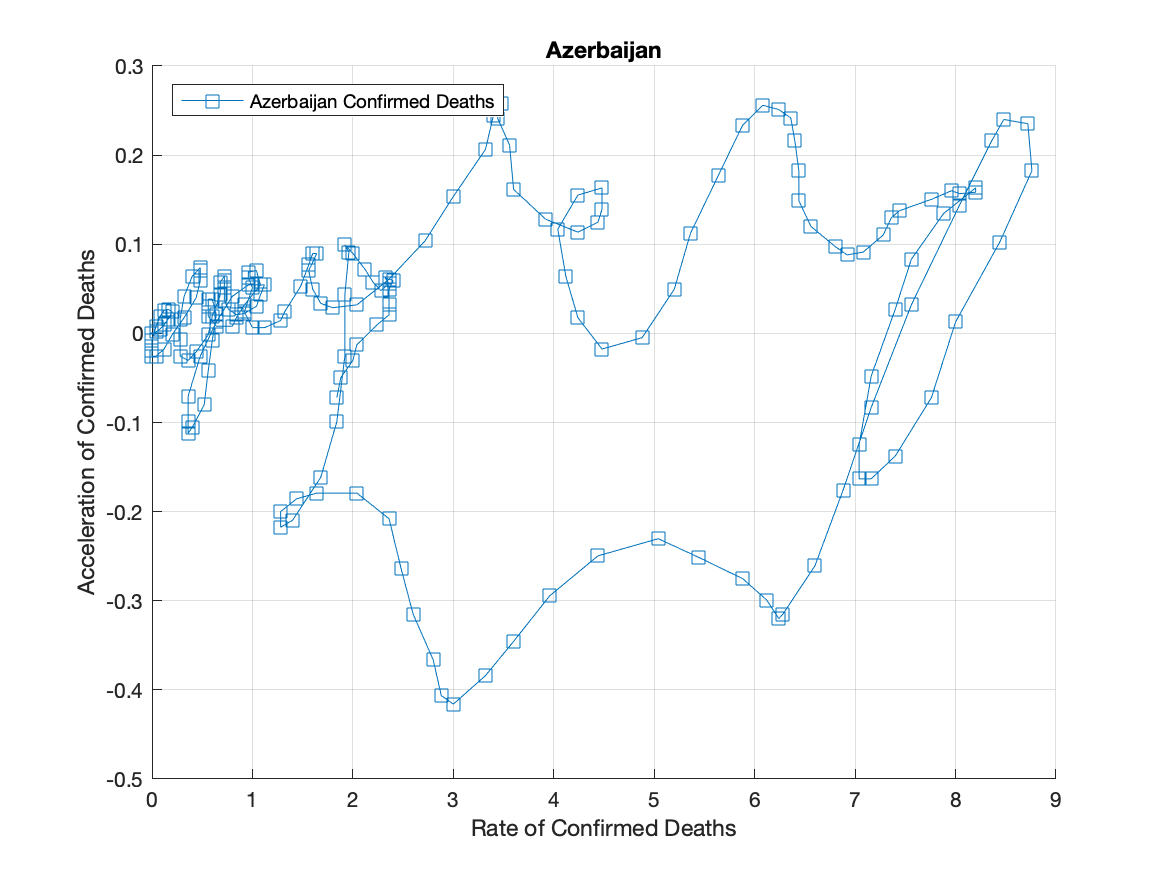 Azerbaijan
Azerbaijan Confirmed Deaths
0.3
0.2
0.1
0
-0.1
-0.2
-0.3
-0.4
-0.5
Acceleration of Confirmed Deaths
0 1 2 3 4 5 6 7 8 9
Rate of Confirmed Deaths